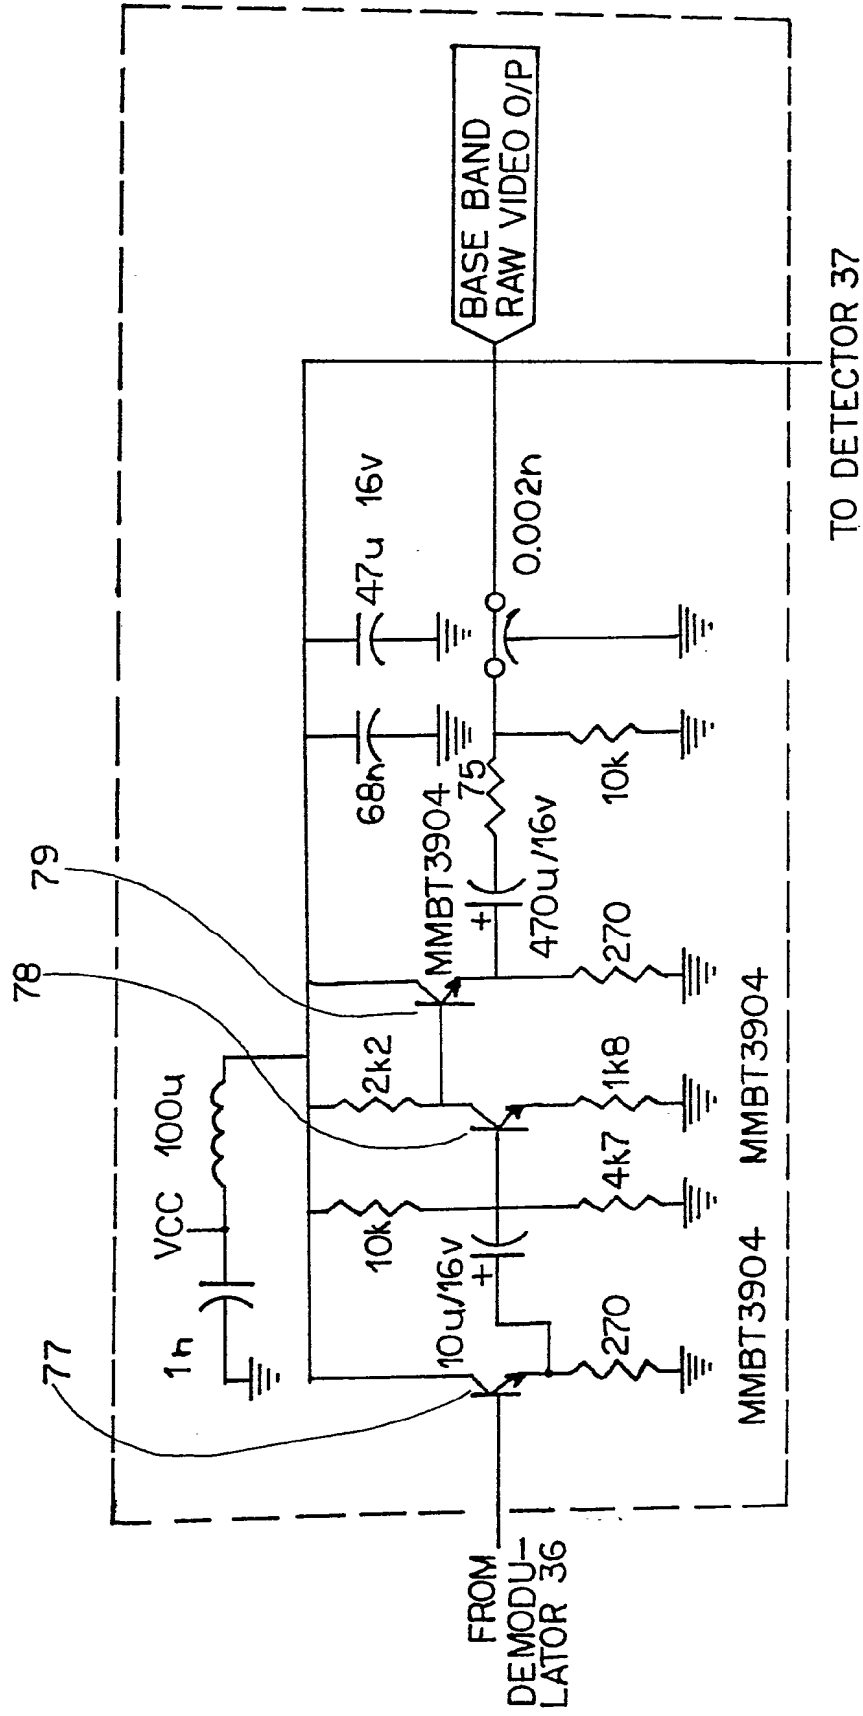 77
78
79
1n
VCC 100u
10k
2k2
68n
47u 16v
10u/16v
MMBT3904
75
470u/16v
0.002n
BASE BAND
RAW VIDEO O/P
FROM
DEMODU-
LATOR 36
270
4k7
1k8
270
10k
MMBT3904
MMBT3904
TO DETECTOR 37